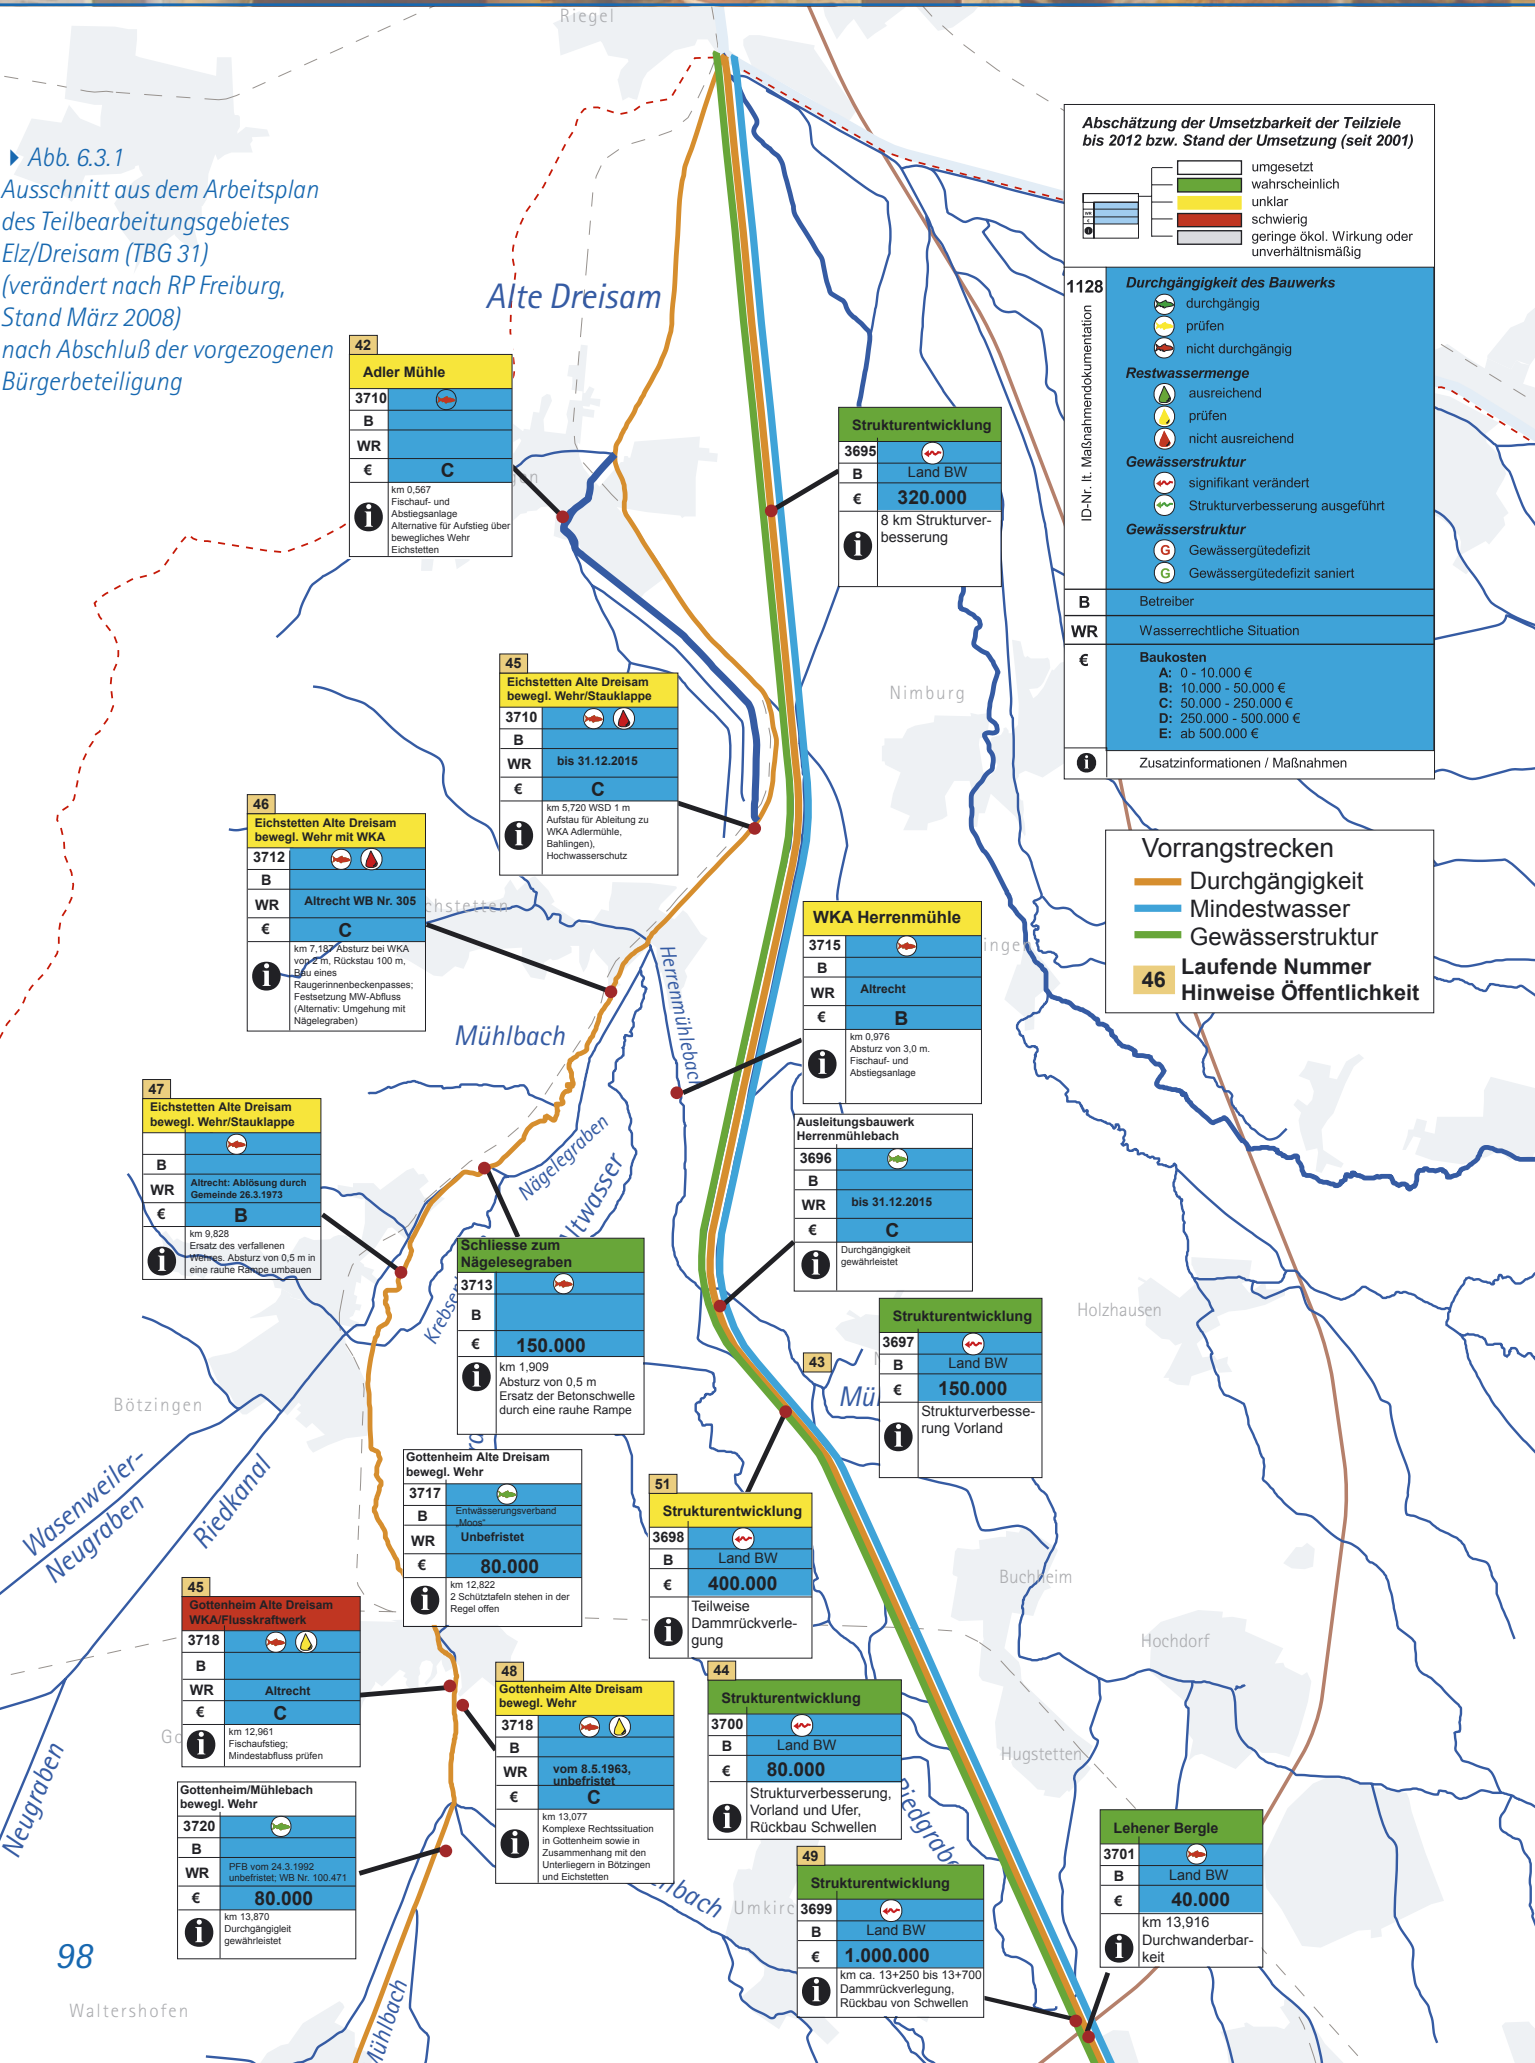 Riegel
Abb. 6.3.1
Ausschnitt aus dem Arbeitsplan
des Teilbearbeitungsgebietes
Elz/Dreisam (TBG 31)
(verändert nach RP Freiburg,
Stand März 2008)
nach Abschluß der vorgezogenen
Bürgerbeteiligung
Alte Dreisam
Abschätzung der Umsetzbarkeit der Teilziele
bis 2012 bzw. Stand der Umsetzung (seit 2001)
umgesetzt
wahrscheinlich
unklar
schwierig
geringe ökol. Wirkung oder
unverhältnismäßig
1128
ID-Nr. lt. Maßnahmendokumentation
Durchgängigkeit des Bauwerks
durchgängig
prüfen
nicht durchgängig
Restwassermenge
ausreichend
prüfen
nicht ausreichend
Gewässerstruktur
signifikant verändert
Strukturverbesserung ausgeführt
Gewässerstruktur
G Gewässergütedefizit
G Gewässergütedefizit saniert
B Betreiber
WR Wasserrechtliche Situation
€ Baukosten
A: 0 - 10.000 €
B: 10.000 - 50.000 €
C: 50.000 - 250.000 €
D: 250.000 - 500.000 €
E: ab 500.000 €
i Zusatzinformationen / Maßnahmen
Vorrangstrecken
Durchgängigkeit
Mindestwasser
Gewässerstruktur
46 Laufende Nummer
Hinweise Öffentlichkeit
42
Adler Mühle
3710
B
WR
€ C
i
km 0,567
Fischauf- und
Abstiegsanlage
Alternative für Aufstieg über
bewegliches Wehr
Eichstetten
Strukturentwicklung
3695
B Land BW
€ 320.000
i
8 km Strukturver-
besserung
45
Eichstetten Alte Dreisam
bewegl. Wehr/Stauklappe
3710
B
WR bis 31.12.2015
€ C
i
km 5,720 WSD 1 m
Aufstau für Ableitung zu
WKA Adlermühle,
Bahlingen),
Hochwasserschutz
Nimburg
46
Eichstetten Alte Dreisam
bewegl. Wehr mit WKA
3712
B
WR Altrecht WB Nr. 305
€ C
i
km 7,187 Absturz bei WKA
von 2 m, Rückstau 100 m,
Bau eines
Raugerinnenbeckenpasses;
Festsetzung MW-Abfluss
(Alternativ: Umgehung mit
Nägelegraben)
chstetten
WKA Herrenmühle
3715
B
WR Altrecht
€ B
i
km 0,976
Absturz von 3,0 m.
Fischauf- und
Abstiegsanlage
ingen
Herrenmühlebach
Mühlbach
47
Eichstetten Alte Dreisam
bewegl. Wehr/Stauklappe
B
WR Altrecht: Ablösung durch
Gemeinde 26.3.1973
€ B
i
km 9,828
Ersatz des verfallenen
Wehres. Absturz von 0,5 m in
eine rauhe Rampe umbauen
Nägelegraben
ltwasser
Ausleitungsbauwerk
Herrenmühlebach
3696
B
WR bis 31.12.2015
€ C
i
Durchgängigkeit
gewährleistet
Schliesse zum
Nägelesegraben
3713
B
€ 150.000
i
km 1,909
Absturz von 0,5 m
Ersatz der Betonschwelle
durch eine rauhe Rampe
Krebsen
Holzhausen
Strukturentwicklung
3697
B Land BW
€ 150.000
i
Strukturverbesse-
rung Vorland
43
Mü
Bötzingen
Wasenweiler-
Neugraben
Riedkanal
Gottenheim Alte Dreisam
bewegl. Wehr
3717
B Entwässerungsverband
„Moos"
WR Unbefristet
€ 80.000
i
km 12,822
2 Schütztafeln stehen in der
Regel offen
51
Strukturentwicklung
3698
B Land BW
€ 400.000
i
Teilweise
Dammrückverle-
gung
Buchheim
45
Gottenheim Alte Dreisam
WKA/Flusskraftwerk
3718
B
WR Altrecht
€ C
i
km 12,961
Fischaufstieg;
Mindestabfluss prüfen
Go
Hochdorf
48
Gottenheim Alte Dreisam
bewegl. Wehr
3718
B
WR vom 8.5.1963,
unbefristet
€ C
i
km 13,077
Komplexe Rechtssituation
in Gottenheim sowie in
Zusammenhang mit den
Unterliegern in Bötzingen
und Eichstetten
44
Strukturentwicklung
3700
B Land BW
€ 80.000
i
Strukturverbesserung,
Vorland und Ufer,
Rückbau Schwellen
Hugstetten
Neugraben
Gottenheim/Mühlebach
bewegl. Wehr
3720
B
WR PFB vom 24.3.1992
unbefristet; WB Nr. 100.471
€ 80.000
i
km 13,870
Durchgängigleit
gewährleistet
Riedgrabe
nbach
Umkirc
49
Strukturentwicklung
3699
B Land BW
€ 1.000.000
i
km ca. 13+250 bis 13+700
Dammrückverlegung,
Rückbau von Schwellen
Lehener Bergle
3701
B Land BW
€ 40.000
i
km 13,916
Durchwanderbar-
keit
98
Waltershofen
Mühlbach